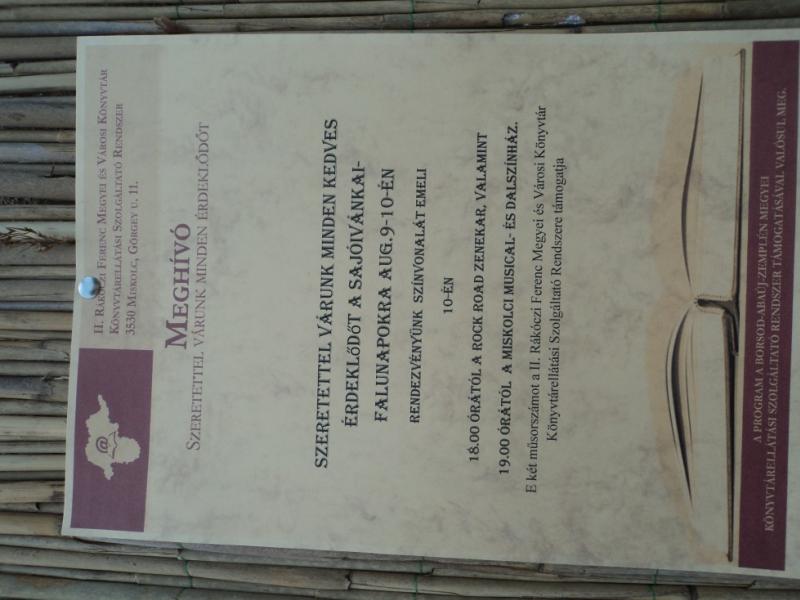 II. Rákóczi Ferenc Megyei és Városi Könyvtár
Könyvtárellátási Szolgáltató Rendszer
3530 Miskolc, Görgey u. 11.
@
MEGHÍVÓ
SZERETETTEL VÁRUNK MINDEN ÉRDEKLŐDŐT
SZERETETTEL VÁRUNK MINDEN KEDVES
ÉRDEKLőDőT A SAJÓIVÁNKAI-
FALUNAPOKRA AUG.9-10-ÉN
RENDEZVÉNYÜNK SZÍNVONALÁT EMELI
10-ÉN
18.00 ÓRÁTÓL A ROCK ROAD ZENEKAR, VALAMINT
19.00 ÓRÁTÓL A MISKOLCI MUSICAL- ÉS DALSZÍNHÁZ.
E két műsorszámot a II. Rákóczi Ferenc Megyei és Városi Könyvtár
Könyvtárellátási Szolgáltató Rendszere támogatja
A PROGRAM A BORSOD-ABAÚJ-ZEMPLÉN MEGYEI
KÖNYVTÁRELLÁTÁSI SZOLGÁLTATÓ RENDSZER TÁMOGATÁSÁVAL VALÓSUL MEG.